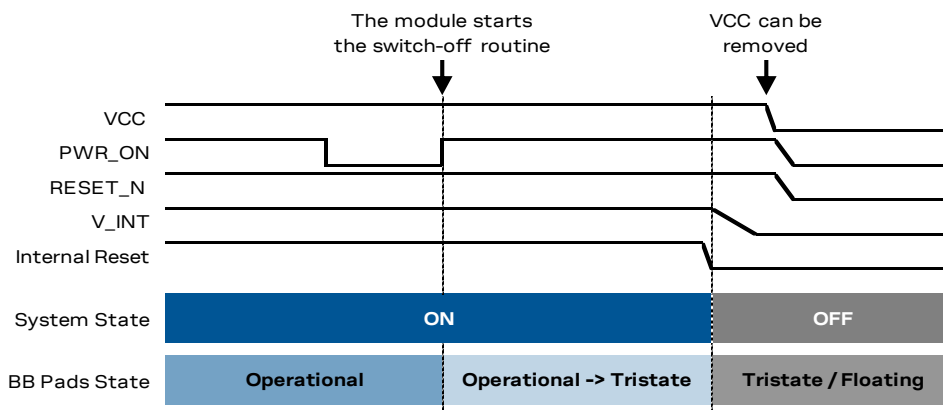 The module starts
the switch-off routine
VCC can be
removed
VCC
PWR_ON
RESET_N
V_INT
Internal Reset
System State
ON
OFF
BB Pads State
Operational
Operational -> Tristate
Tristate / Floating